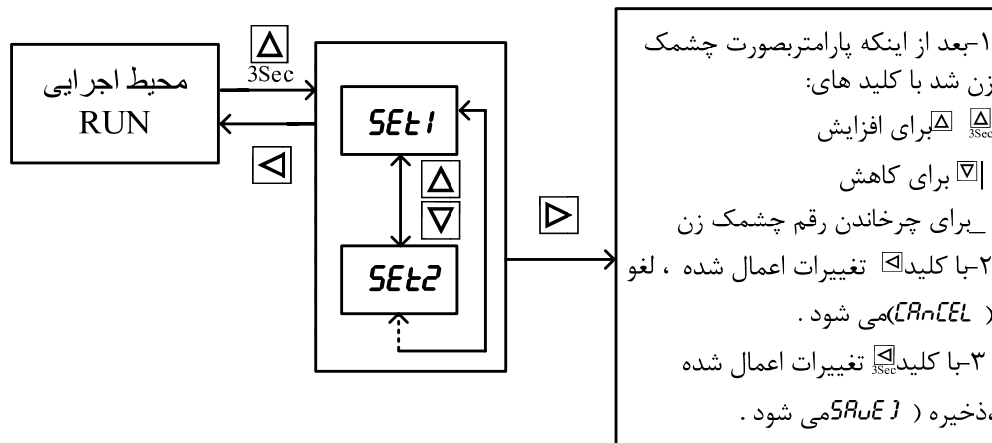 محیط اجرایی
RUN
3Sec
SEt1
SEt2
۱-بعد از اینکه پارامتربصورت چشمک
زن شد با کلید های:
3Sec برای افزایش
برای کاهش
_برای چرخاندن رقم چشمک زن
۲-با کلید تغییرات اعمال شده ، لغو
( CAnCEL)می شود .
۳-با کلید 3Sec تغییرات اعمال شده
،ذخیره ( SAvE ]می شود .